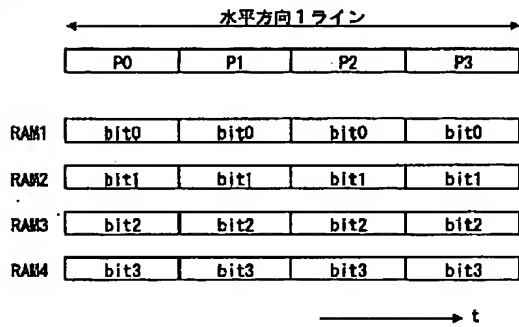 水平方向1ライン
P0 P1 P2 P3
RAM1 bit0 bit0 bit0 bit0
RAM2 bit1 bit1 bit1 bit1
RAM3 bit2 bit2 bit2 bit2
RAM4 bit3 bit3 bit3 bit3
t